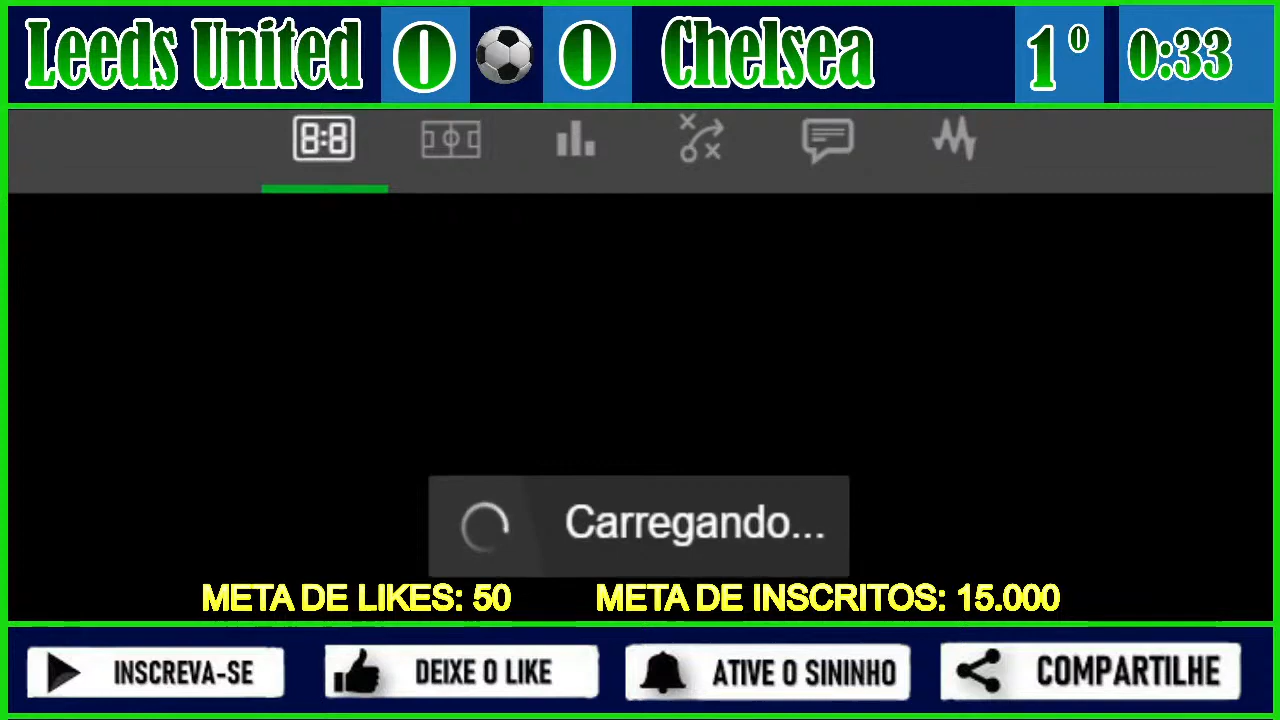 Leeds United 0 0 Chelsea 1º 0:33
8:8
Carregando...
META DE LIKES: 50 META DE INSCRITOS: 15.000
INSCREVA-SE DEIXE O LIKE ATIVE O SININHO COMPARTILHE